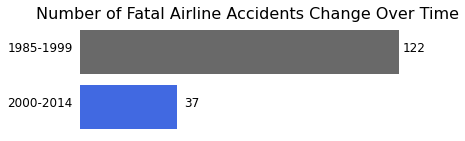 Number of Fatal Airline Accidents Change Over Time
1985-1999 122
2000-2014 37